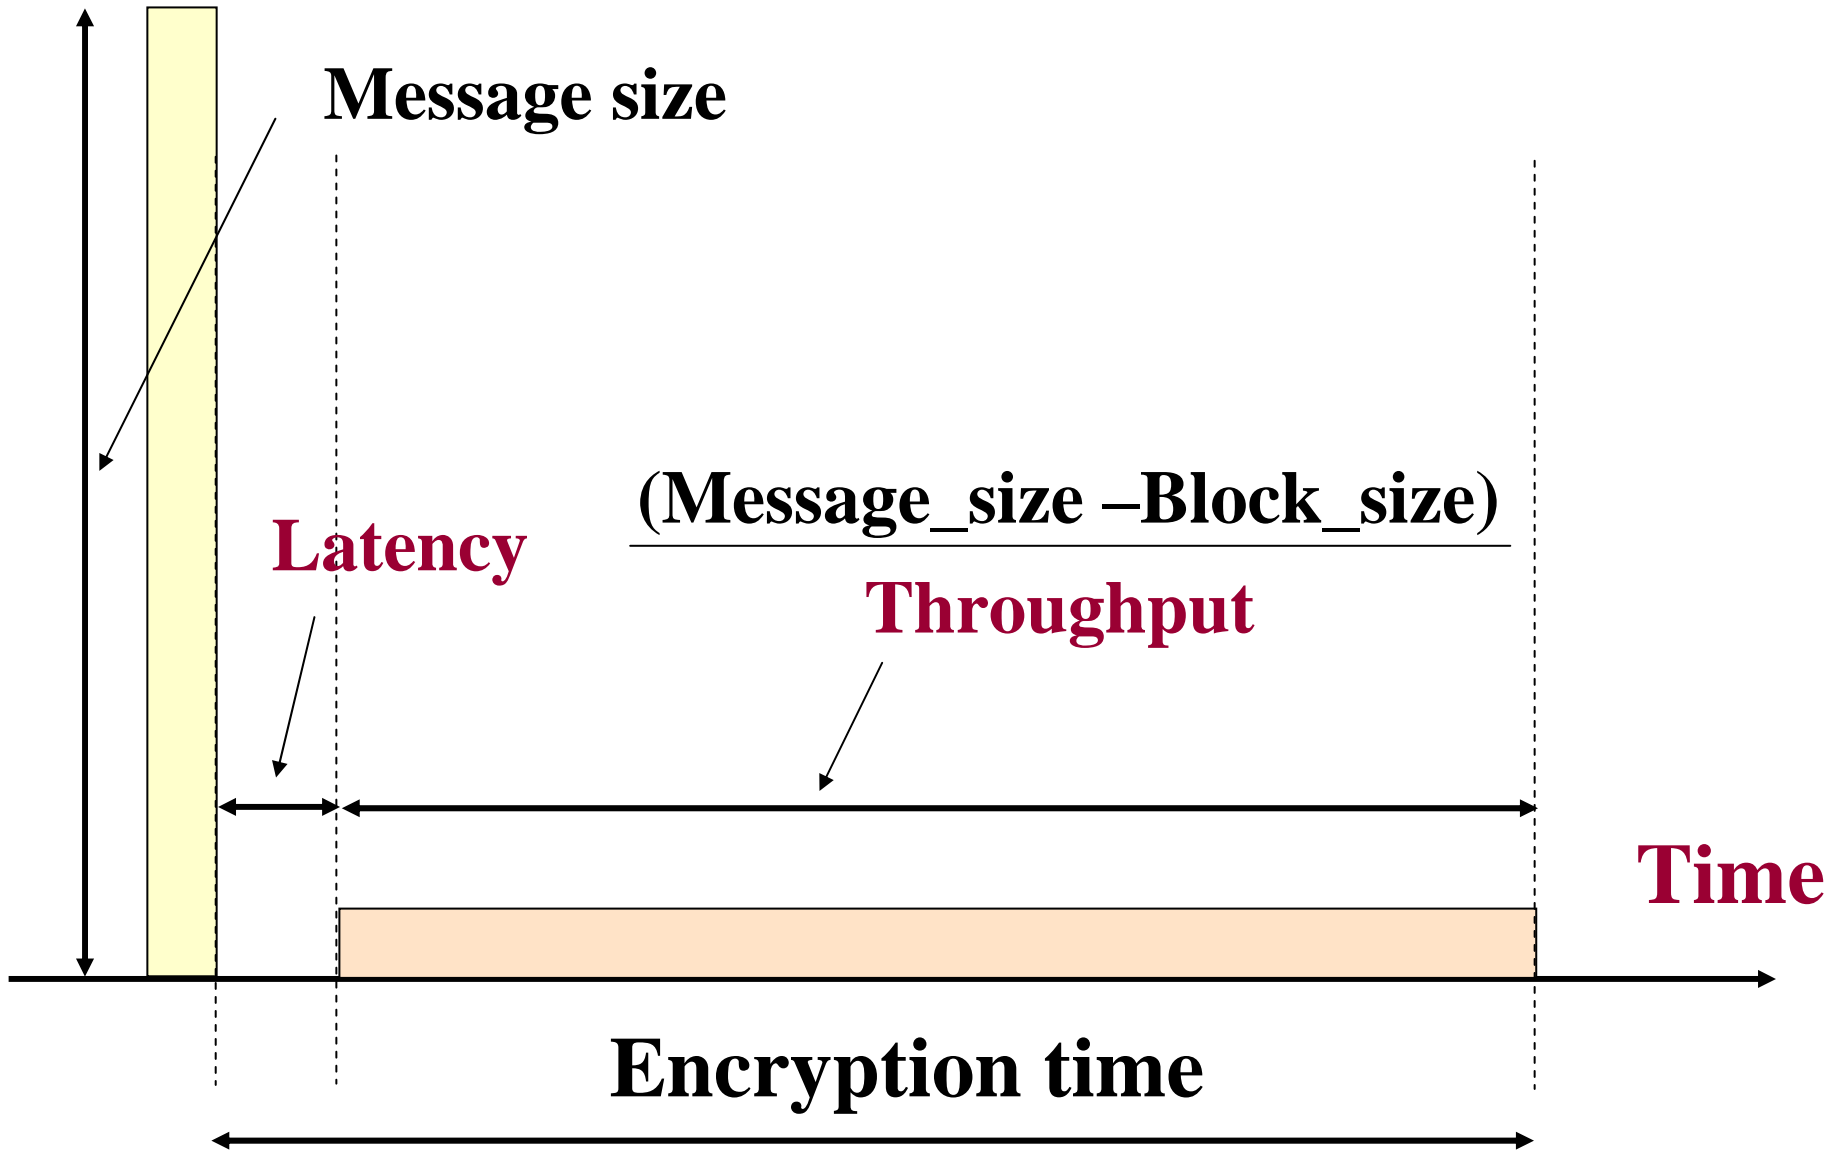 Message size
(Message_size –Block_size)
Latency
Throughput
Time
Encryption time